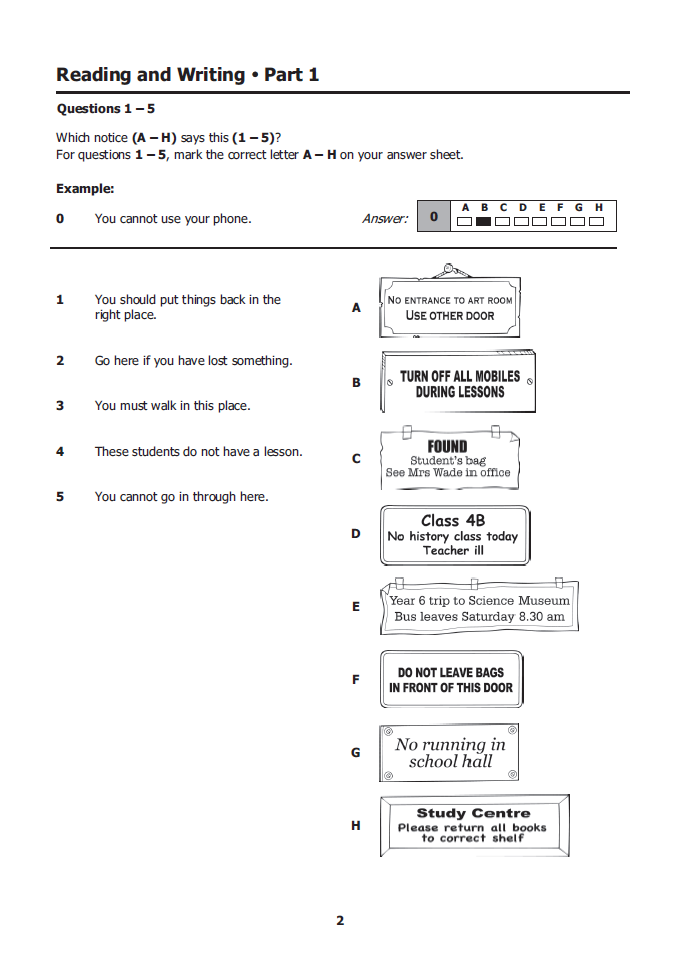 Reading and Writing • Part 1
Questions 1 – 5
Which notice (A – H) says this (1 – 5)?
For questions 1 – 5, mark the correct letter A – H on your answer sheet.
Example:
0 You cannot use your phone.
Answer: 0 A B C D E F G H
1 You should put things back in the
right place.
2 Go here if you have lost something.
3 You must walk in this place.
4 These students do not have a lesson.
5 You cannot go in through here.
A
NO ENTRANCE TO ART ROOM
USE OTHER DOOR
B
TURN OFF ALL MOBILES
DURING LESSONS
C
FOUND
Student's bag
See Mrs Wade in office
D
Class 4B
No history class today
Teacher ill
E
Year 6 trip to Science Museum
Bus leaves Saturday 8.30 am
F
DO NOT LEAVE BAGS
IN FRONT OF THIS DOOR
G
No running in
school hall
H
Study Centre
Please return all books
to correct shelf
2